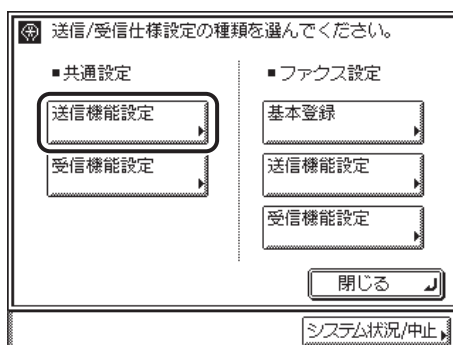 送信/受信仕様設定の種類を選んでください。
■共通設定
送信機能設定
受信機能設定
■ファクス設定
基本登録
送信機能設定
受信機能設定
閉じる
システム状況/中止